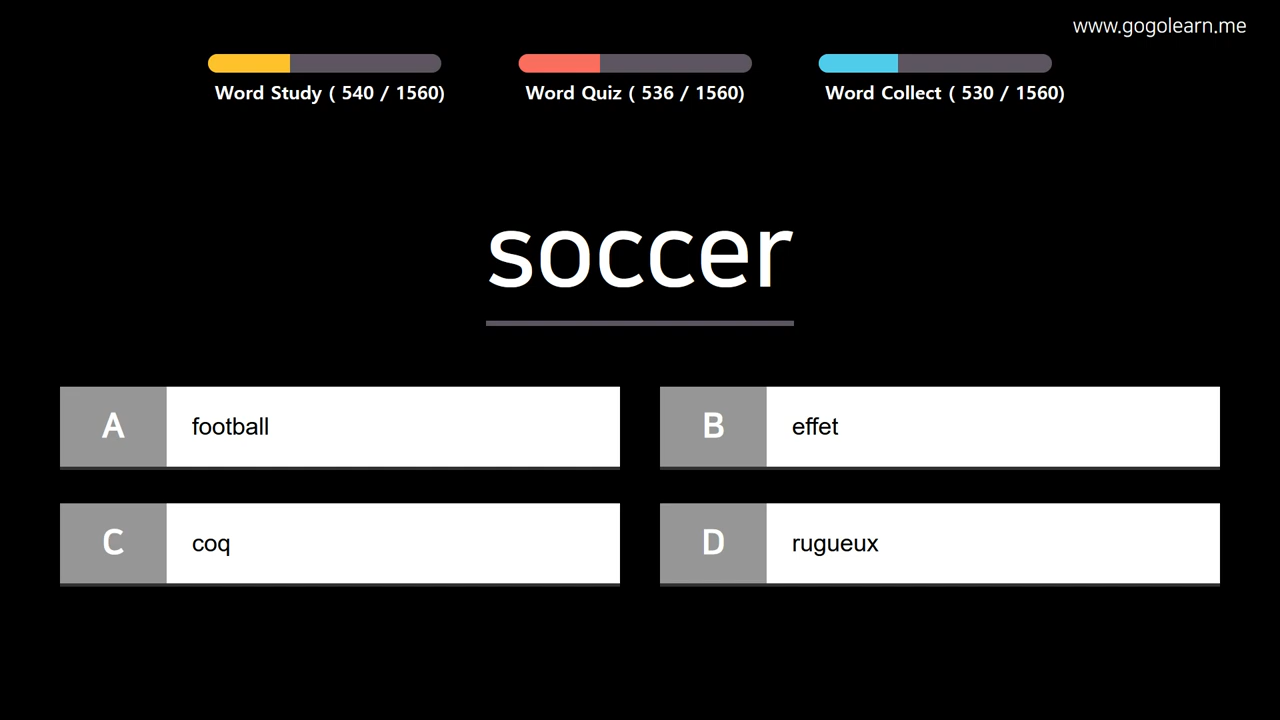 www.gogolearn.me
Word Study ( 540 / 1560)
Word Quiz ( 536 / 1560)
Word Collect ( 530 / 1560)
soccer
A football
B effet
C coq
D rugueux